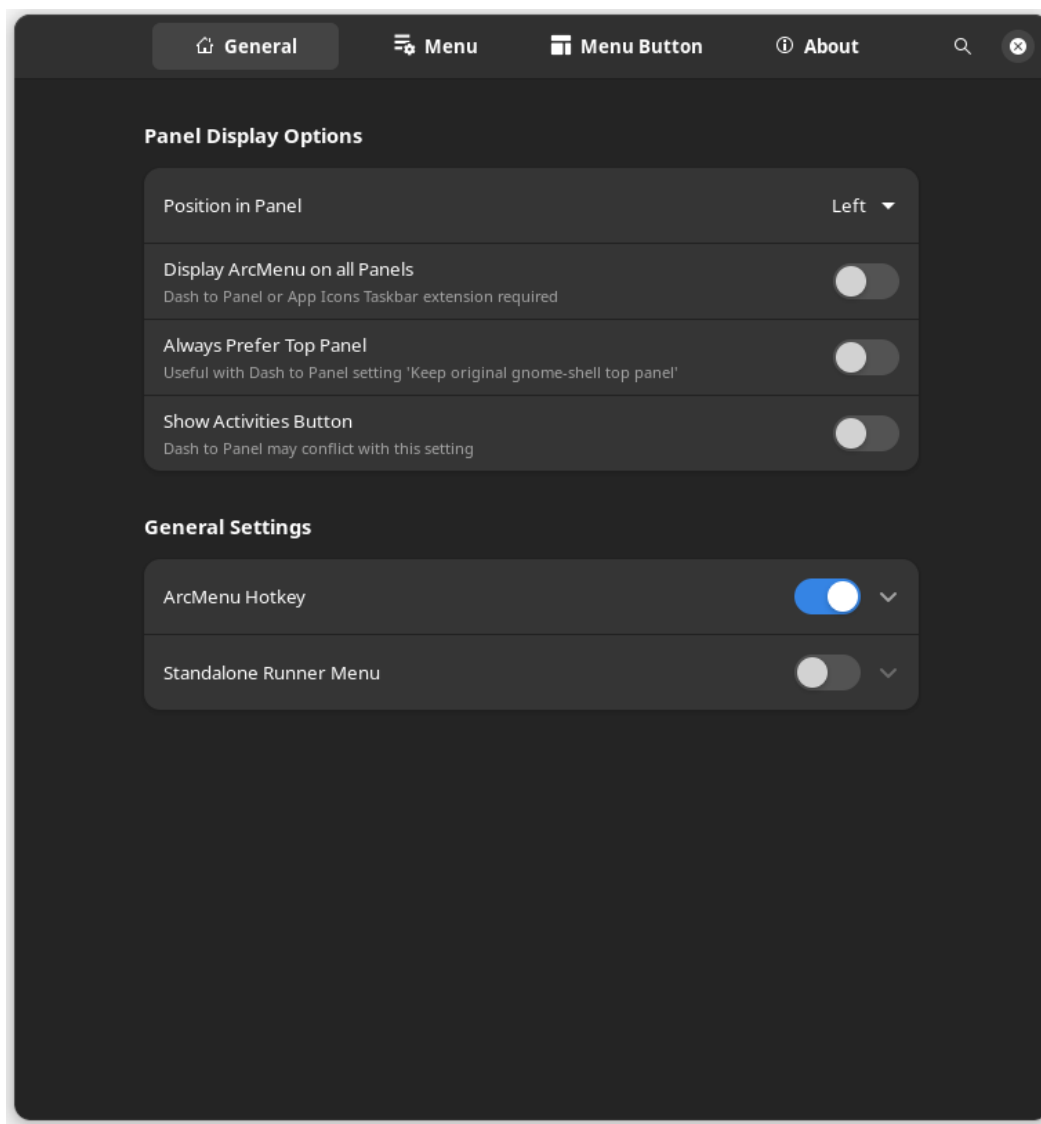 General
Menu
Menu Button
About
Panel Display Options
Position in Panel
Left
Display ArcMenu on all Panels
Dash to Panel or App Icons Taskbar extension required
Always Prefer Top Panel
Useful with Dash to Panel setting 'Keep original gnome-shell top panel'
Show Activities Button
Dash to Panel may conflict with this setting
General Settings
ArcMenu Hotkey
Standalone Runner Menu